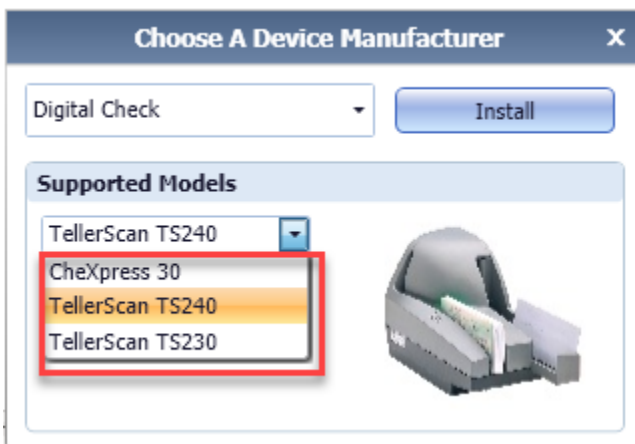 Choose A Device Manufacturer X
Digital Check Install
Supported Models
TellerScan TS240
CheXpress 30
TellerScan TS240
TellerScan TS230